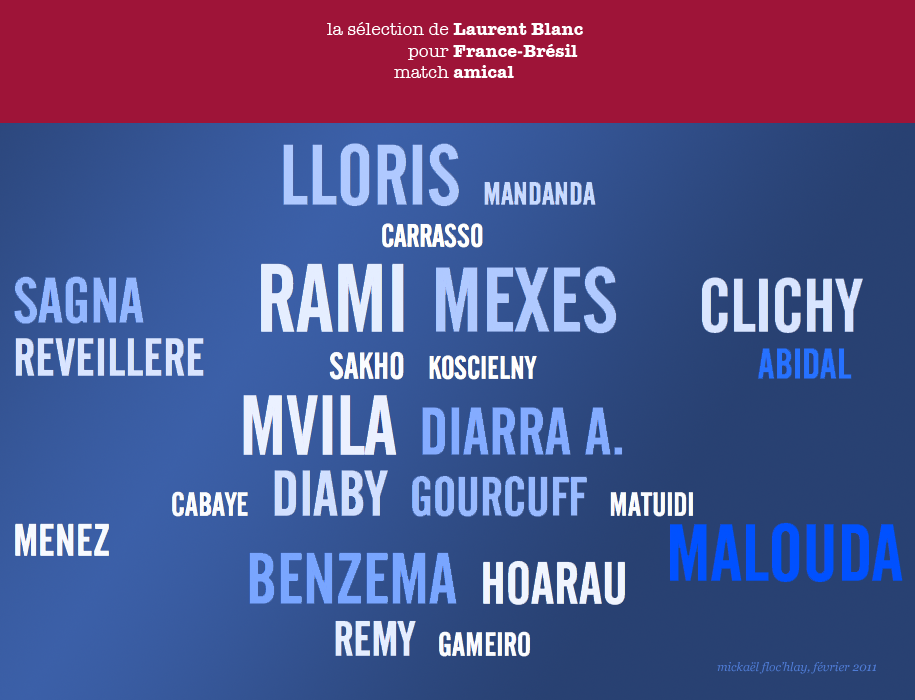 la sélection de Laurent Blanc
pour France-Brésil
match amical
LLORIS MANDANDA
CARRASSO
SAGNA RAMI MEXES CLICHY
REVEILLERE SAKHO KOSCIELNY ABIDAL
MVILA DIARRA A.
CABAYE DIABY GOURCUFF MATUIDI
MENEZ MALOUDA
BENZEMA HOARAU
REMY GAMEIRO
mickaël floc'hlay, février 2011